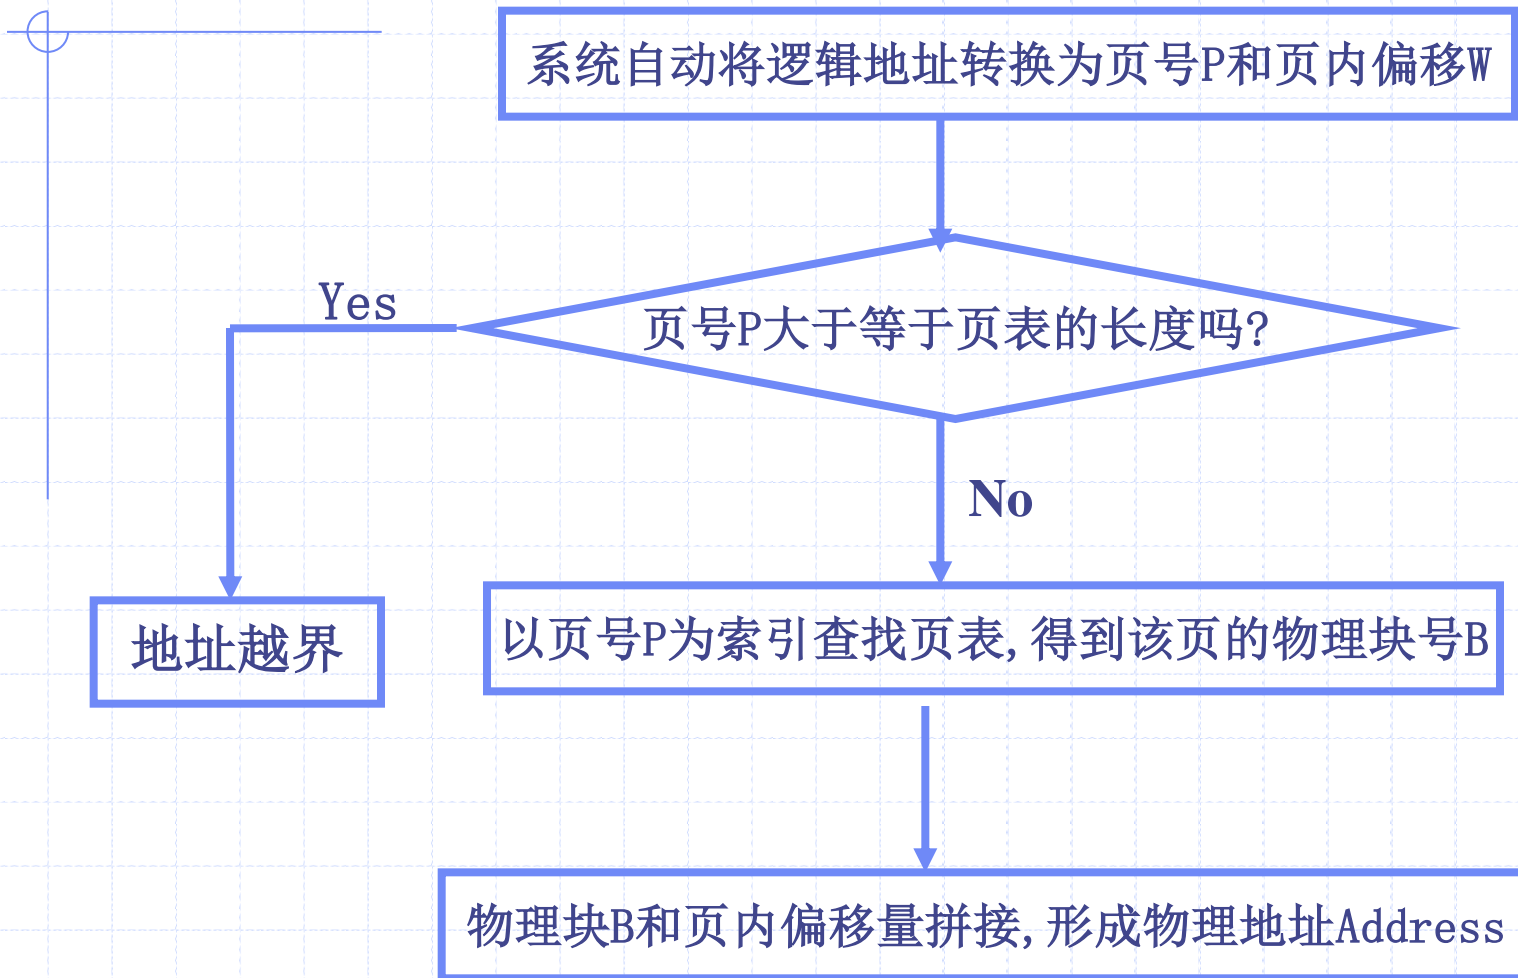 系统自动将逻辑地址转换为页号P和页内偏移W
Yes
页号P大于等于页表的长度吗?
No
地址越界
以页号P为索引查找页表,得到该页的物理块号B
物理块B和页内偏移量拼接,形成物理地址Address